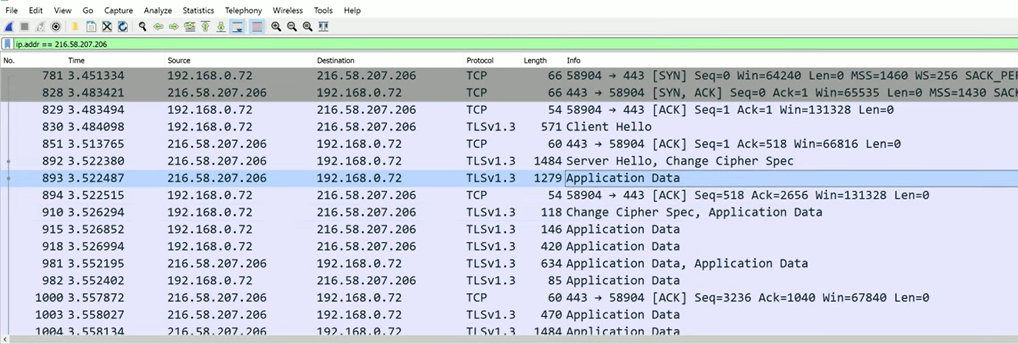 File Edit View Go Capture Analyze Statistics Telephony Wireless Tools Help
ip.addr == 216.58.207.206
No. Time Source Destination Protocol Length Info
781 3.451334 192.168.0.72 216.58.207.206 TCP 66 58904 → 443 [SYN] Seq=0 Win=64240 Len=0 MSS=1460 WS=256 SACK_PER
828 3.483421 216.58.207.206 192.168.0.72 TCP 66 443 → 58904 [SYN, ACK] Seq=0 Ack=1 Win=65535 Len=0 MSS=1430 SACK
829 3.483494 192.168.0.72 216.58.207.206 TCP 54 58904 → 443 [ACK] Seq=1 Ack=1 Win=131328 Len=0
830 3.484098 192.168.0.72 216.58.207.206 TLSv1.3 571 Client Hello
851 3.513765 216.58.207.206 192.168.0.72 TCP 60 443 → 58904 [ACK] Seq=1 Ack=518 Win=66816 Len=0
892 3.522380 216.58.207.206 192.168.0.72 TLSv1.3 1484 Server Hello, Change Cipher Spec
893 3.522487 216.58.207.206 192.168.0.72 TLSv1.3 1279 Application Data
894 3.522515 192.168.0.72 216.58.207.206 TCP 54 58904 → 443 [ACK] Seq=518 Ack=2656 Win=131328 Len=0
910 3.526294 192.168.0.72 216.58.207.206 TLSv1.3 118 Change Cipher Spec, Application Data
915 3.526852 192.168.0.72 216.58.207.206 TLSv1.3 146 Application Data
918 3.526994 192.168.0.72 216.58.207.206 TLSv1.3 420 Application Data
981 3.552195 216.58.207.206 192.168.0.72 TLSv1.3 634 Application Data, Application Data
982 3.552402 192.168.0.72 216.58.207.206 TLSv1.3 85 Application Data
1000 3.557872 216.58.207.206 192.168.0.72 TCP 60 443 → 58904 [ACK] Seq=3236 Ack=1040 Win=67840 Len=0
1003 3.558027 216.58.207.206 192.168.0.72 TLSv1.3 470 Application Data
1004 3.558134 216.58.207.206 192.168.0.72 TLSv1.3 1484 Application Data